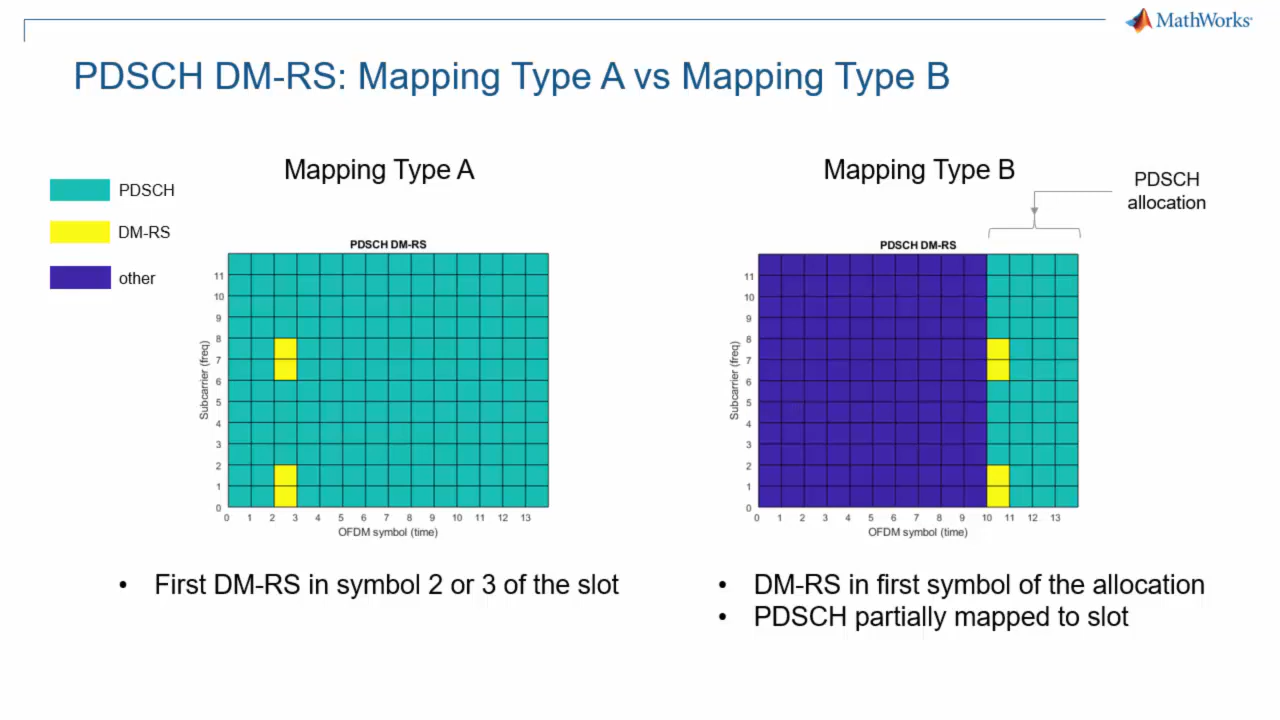 MathWorks
PDSCH DM-RS: Mapping Type A vs Mapping Type B
Mapping Type A
PDSCH
DM-RS
other
PDSCH DM-RS
11
10
9
8
7
6
5
4
3
2
1
0
Subcarrier (freq)
0 1 2 3 4 5 6 7 8 9 10 11 12 13
OFDM symbol (time)
• First DM-RS in symbol 2 or 3 of the slot
Mapping Type B
PDSCH
allocation
PDSCH DM-RS
11
10
9
8
7
6
5
4
3
2
1
0
Subcarrier (freq)
0 1 2 3 4 5 6 7 8 9 10 11 12 13
OFDM symbol (time)
• DM-RS in first symbol of the allocation
• PDSCH partially mapped to slot